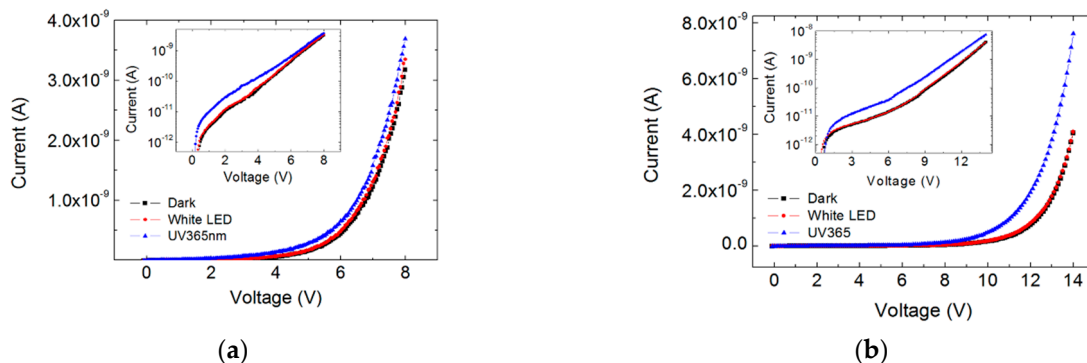 4.0x10⁻⁹
3.0x10⁻⁹
2.0x10⁻⁹
1.0x10⁻⁹
Current (A)
0 2 4 6 8
Voltage (V)
10⁻⁹
10⁻¹⁰
10⁻¹¹
10⁻¹²
Current (A)
0 2 4 6 8
Voltage (V)
Dark
White LED
UV365nm
(a)
8.0x10⁻⁹
6.0x10⁻⁹
4.0x10⁻⁹
2.0x10⁻⁹
0.0
Current (A)
0 2 4 6 8 10 12 14
Voltage (V)
10⁻⁸
10⁻⁹
10⁻¹⁰
10⁻¹¹
10⁻¹²
Current (A)
0 3 6 9 12
Voltage (V)
Dark
White LED
UV365
(b)